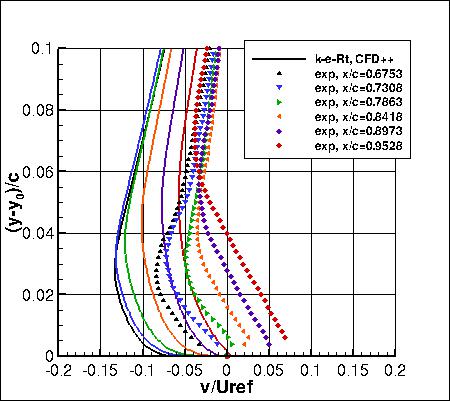 k-e-Rt, CFD++
exp, x/c=0.6753
exp, x/c=0.7308
exp, x/c=0.7863
exp, x/c=0.8418
exp, x/c=0.8973
exp, x/c=0.9528
(y-y0)/c
0.1
0.08
0.06
0.04
0.02
0
-0.2 -0.15 -0.1 -0.05 0 0.05 0.1 0.15 0.2
v/Uref